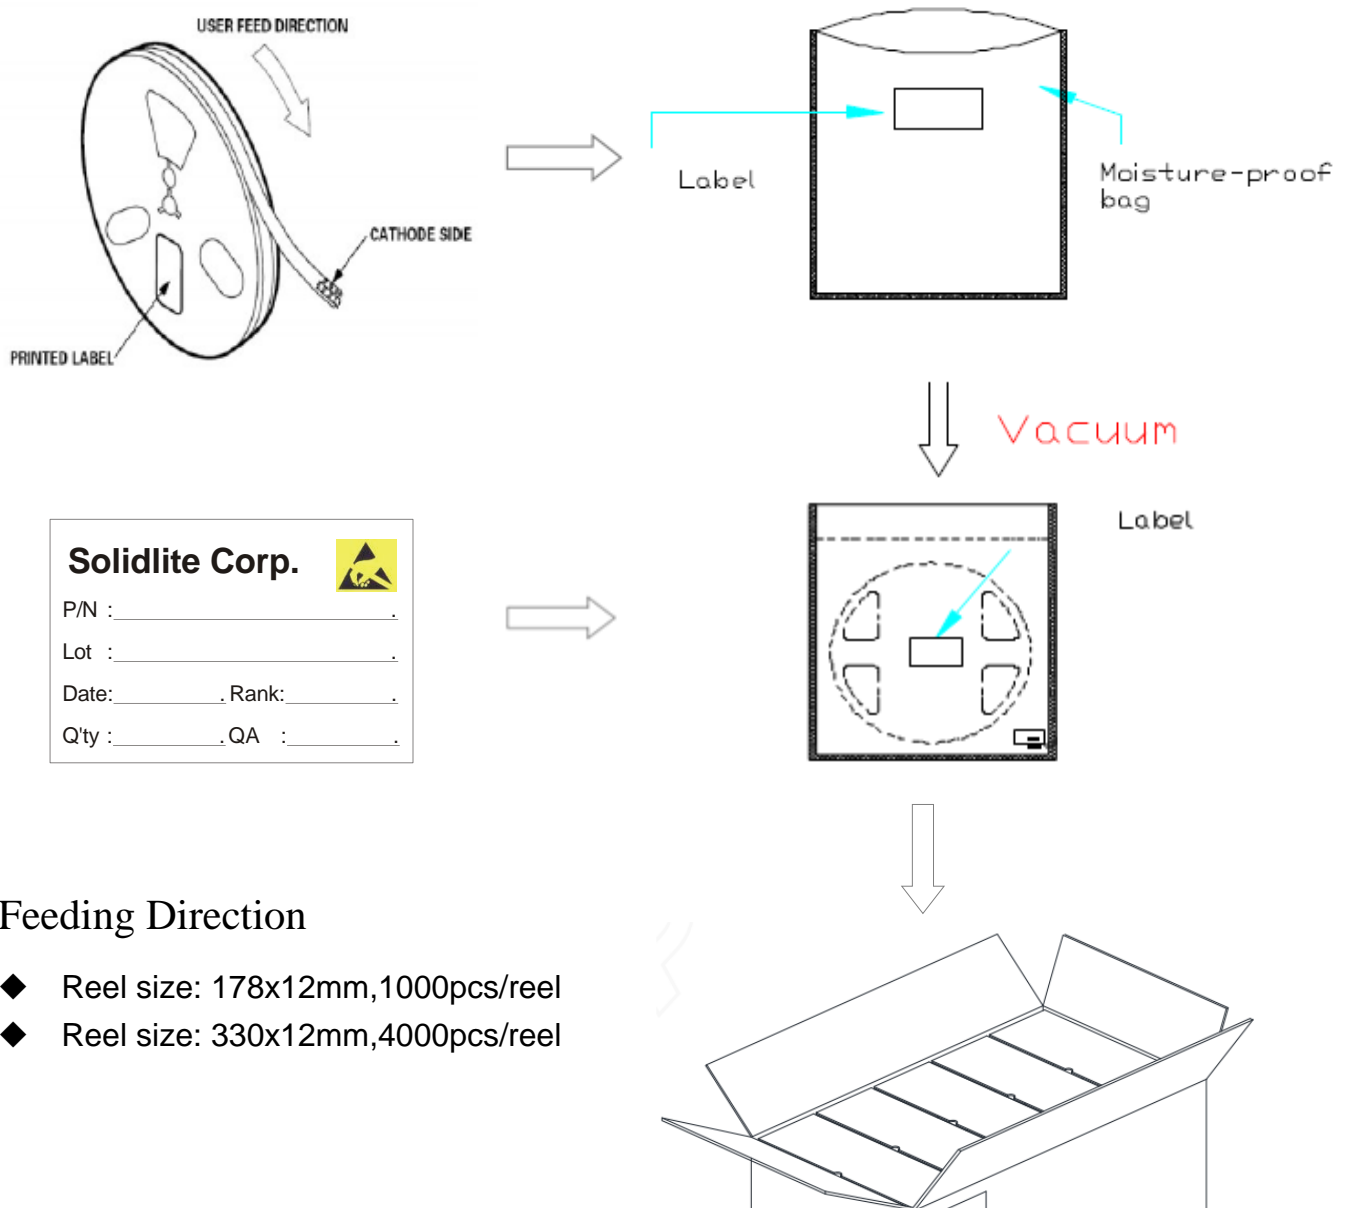 USER FEED DIRECTION
CATHODE SIDE
PRINTED LABEL
Label
Moisture-proof
bag
Vacuum
Label
Solidlite Corp.
P/N :                .
Lot :                .
Date:        . Rank:        .
Q'ty :        . QA :        .
Feeding Direction
◆ Reel size: 178x12mm,1000pcs/reel
◆ Reel size: 330x12mm,4000pcs/reel